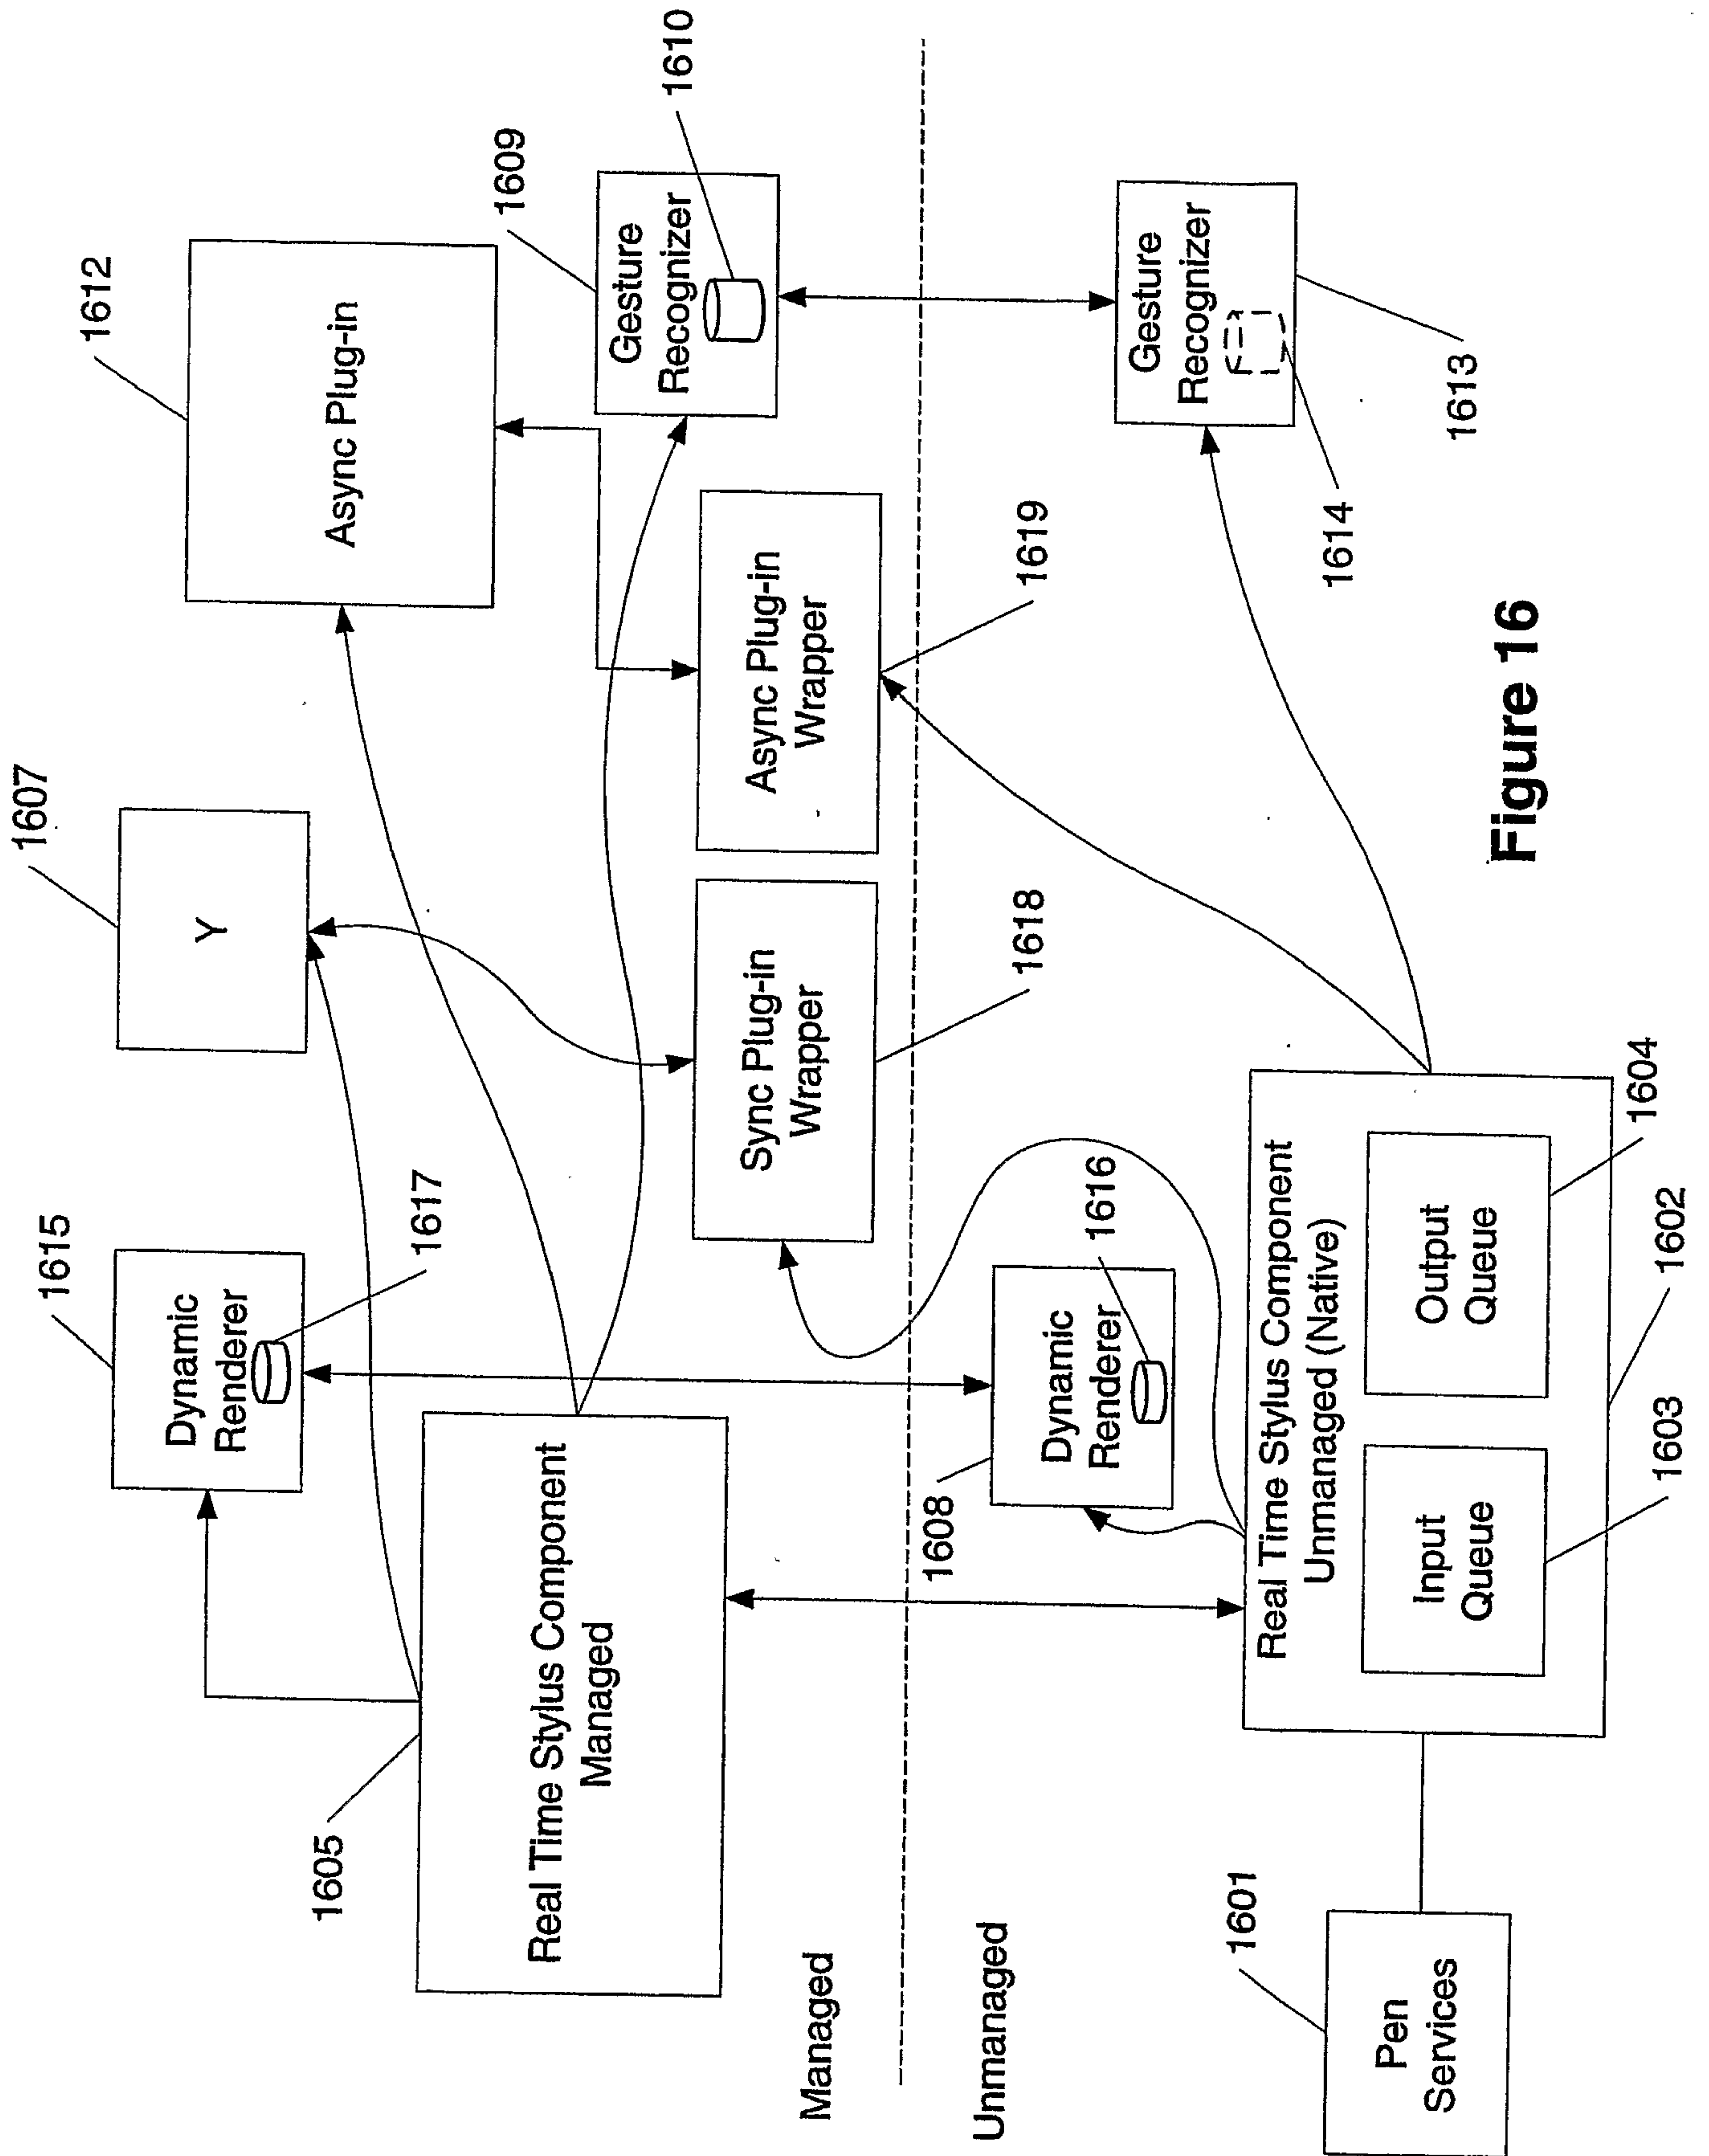 1615
Dynamic
Renderer
1617
1607
Y
1612
Async Plug-in
1605
Real Time Stylus Component
Managed
1609
Gesture
Recognizer
1610
Sync Plug-in
Wrapper
1618
Async Plug-in
Wrapper
1619
Managed
Unmanaged
1608
Dynamic
Renderer
1616
Gesture
Recognizer
1614
1613
1601
Pen
Services
Real Time Stylus Component
Unmanaged (Native)
Input
Queue
1603
Output
Queue
1604
1602
Figure 16